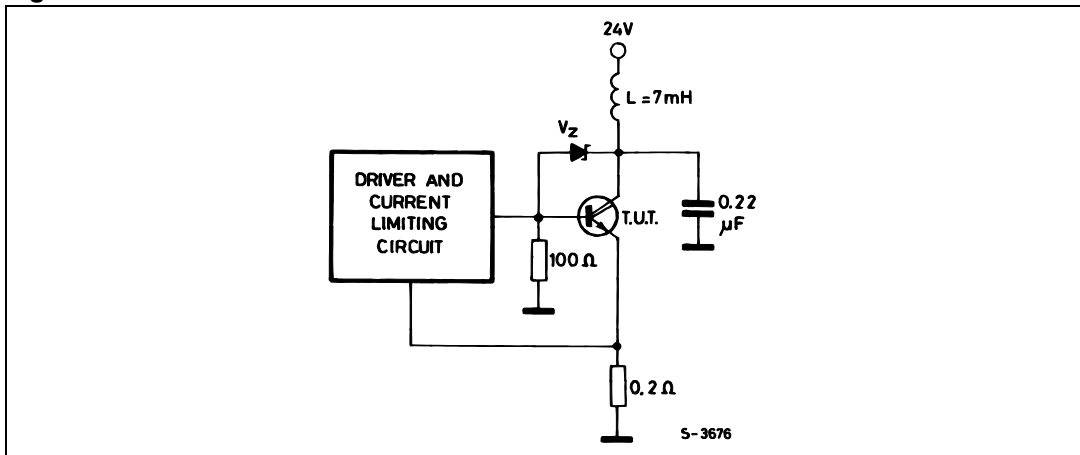 24V
L = 7mH
Vz
DRIVER AND
CURRENT
LIMITING
CIRCUIT
T.U.T.
0.22
μF
100 Ω
0.2 Ω
S-3676